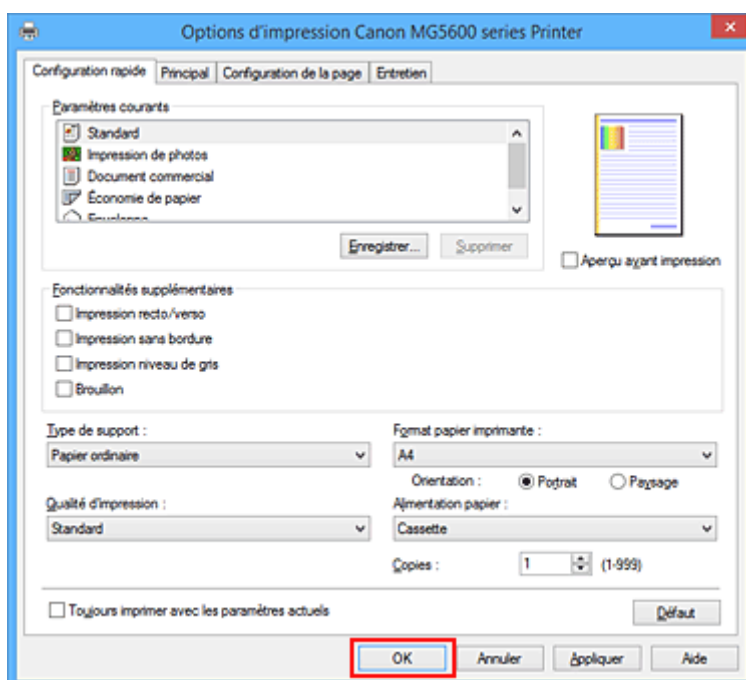 Options d'impression Canon MG5600 series Printer
Configuration rapide Principal Configuration de la page Entretien
Paramètres courants
Standard
Impression de photos
Document commercial
Économie de papier
Enregistrer... Supprimer
Aperçu avant impression
Fonctionnalités supplémentaires
Impression recto/verso
Impression sans bordure
Impression niveau de gris
Brouillon
Type de support : Format papier imprimante :
Papier ordinaire A4
Orientation : Portrait Paysage
Qualité d'impression : Alimentation papier :
Standard Cassette
Copies : 1 (1-999)
Toujours imprimer avec les paramètres actuels Défaut
OK Annuler Appliquer Aide